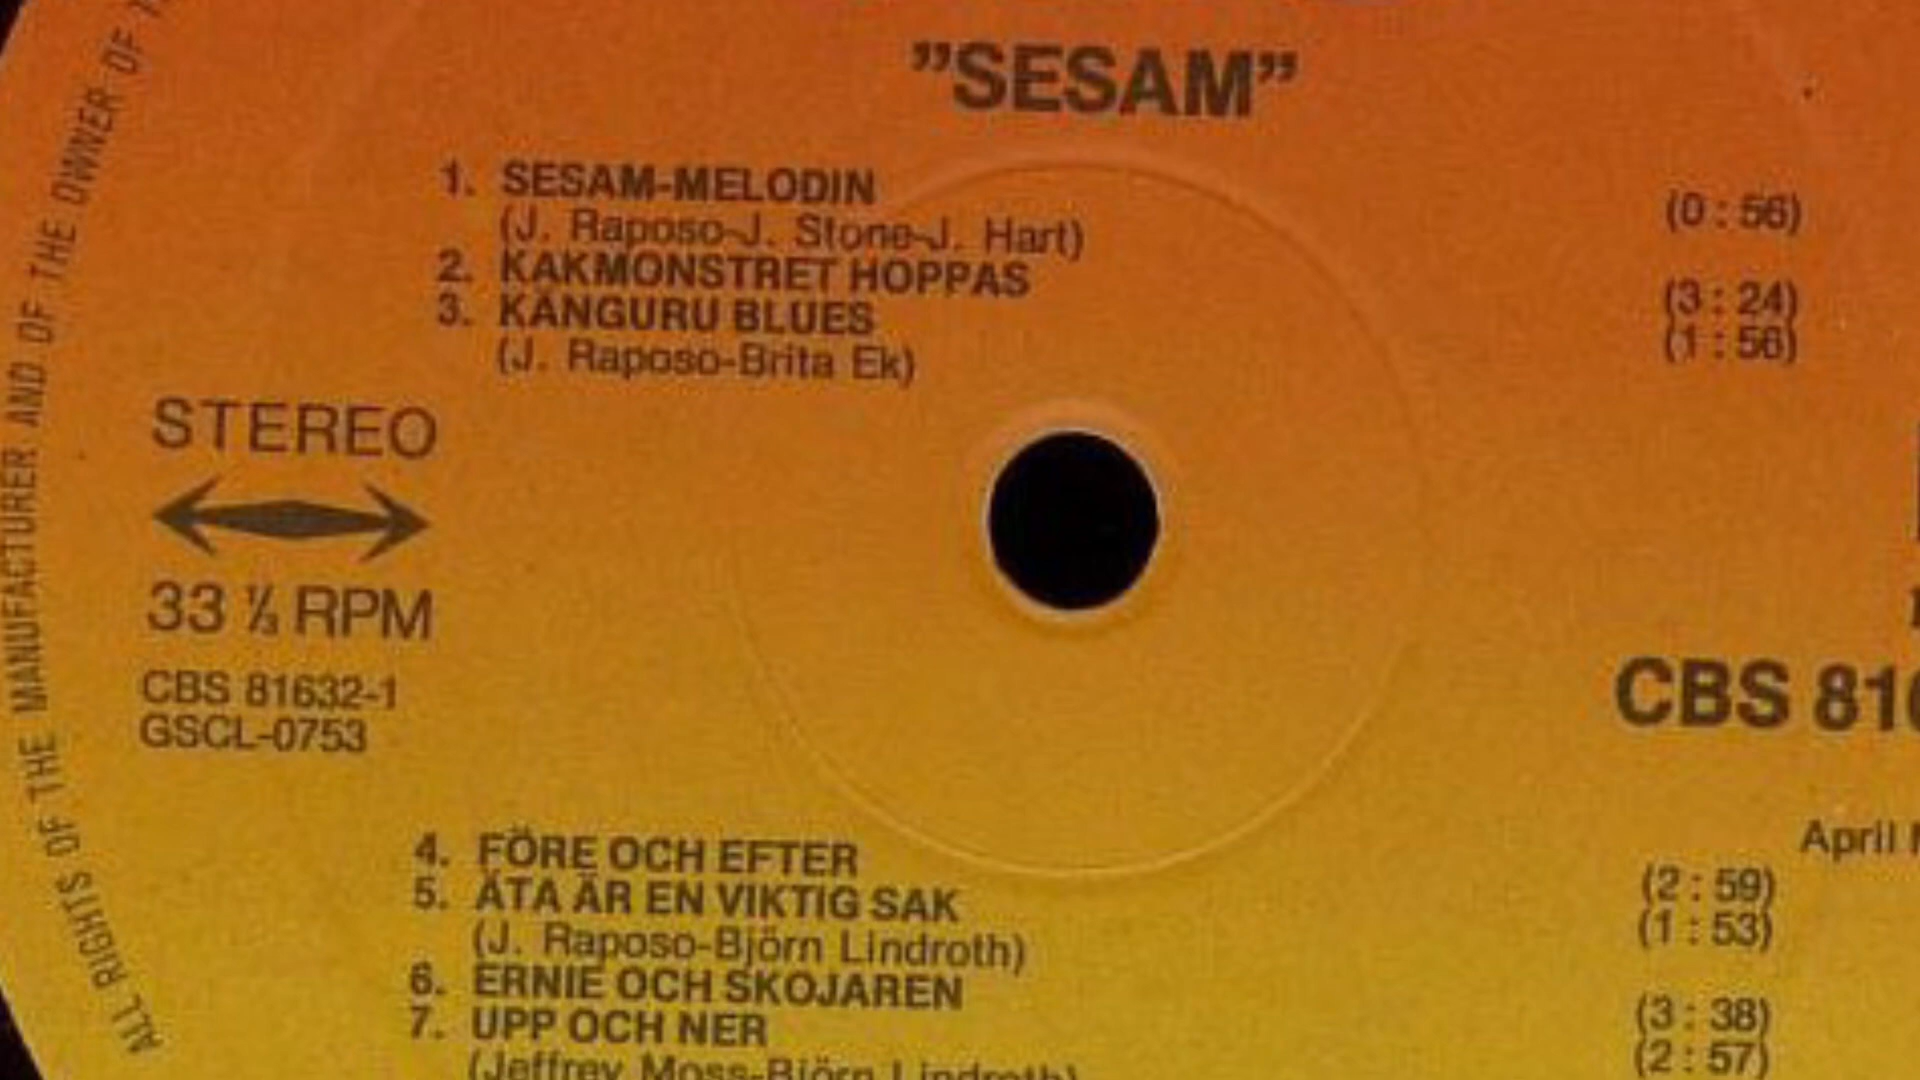 "SESAM"
1. SESAM-MELODIN (0 : 56)
(J. Raposo-J. Stone-J. Hart)
2. KAKMONSTRET HOPPAS (3 : 24)
3. KÄNGURU BLUES (1 : 56)
(J. Raposo-Brita Ek)
STEREO
33 ⅓ RPM
CBS 81632-1
GSCL-0753
CBS 81
April
4. FÖRE OCH EFTER (2 : 59)
5. ÄTA ÄR EN VIKTIG SAK (1 : 53)
(J. Raposo-Björn Lindroth)
6. ERNIE OCH SKOJAREN (3 : 38)
7. UPP OCH NER (2 : 57)
(Jeffrey Moss-Björn Lindroth)
ALL RIGHTS OF THE MANUFACTURER AND OF THE OWNER OF